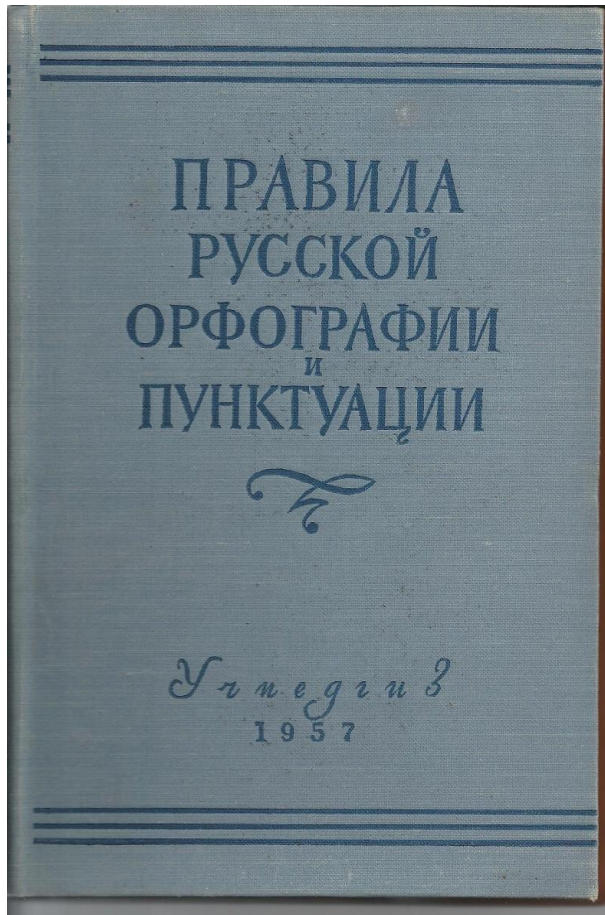 ПРАВИЛА
РУССКОЙ
ОРФОГРАФИИ
И
ПУНКТУАЦИИ
Учпедгиз
1957